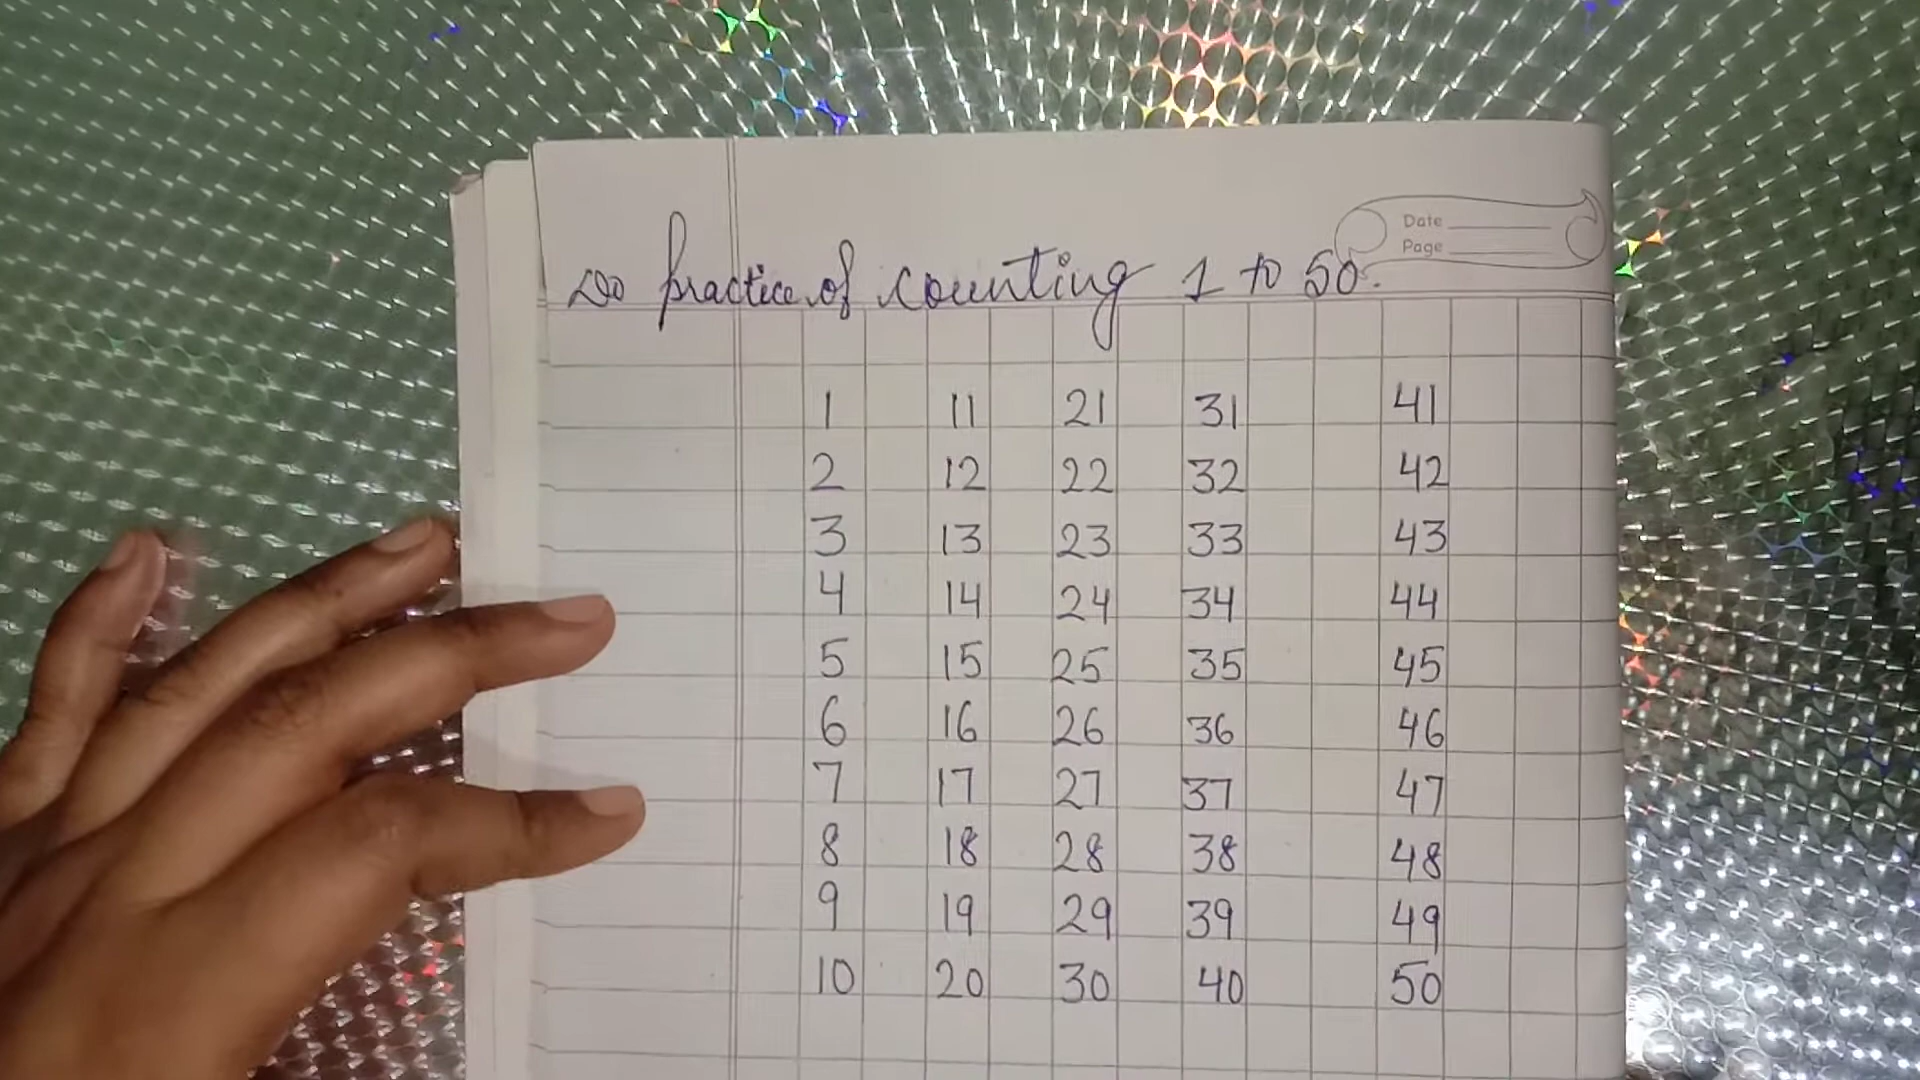 Date
Page
Do practice of counting 1 to 50.
1 11 21 31 41
2 12 22 32 42
3 13 23 33 43
4 14 24 34 44
5 15 25 35 45
6 16 26 36 46
7 17 27 37 47
8 18 28 38 48
9 19 29 39 49
10 20 30 40 50